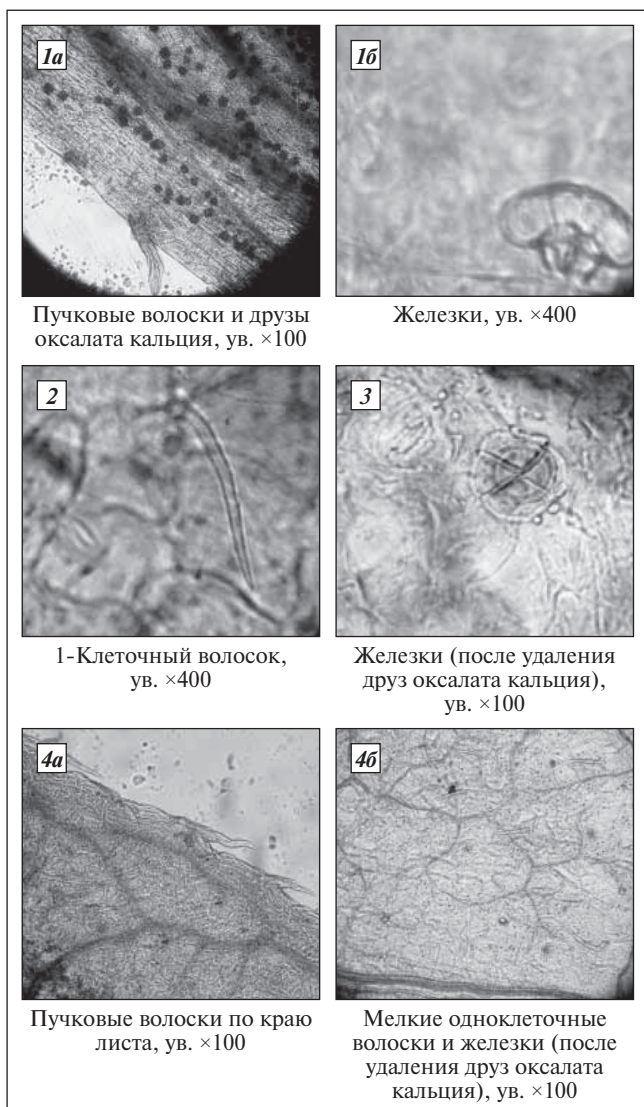 1а
1б
Пучковые волоски и друзы
оксалата кальция, ув. ×100
Железки, ув. ×400
2
3
1-Клеточный волосок,
ув. ×400
Железки (после удаления
друз оксалата кальция),
ув. ×100
4а
4б
Пучковые волоски по краю
листа, ув. ×100
Мелкие одноклеточные
волоски и железки (после
удаления друз оксалата
кальция), ув. ×100